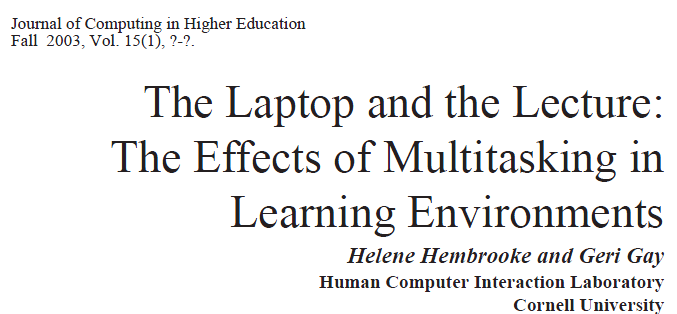 Journal of Computing in Higher Education
Fall 2003, Vol. 15(1), ?-?.
The Laptop and the Lecture:
The Effects of Multitasking in
Learning Environments
Helene Hembrooke and Geri Gay
Human Computer Interaction Laboratory
Cornell University